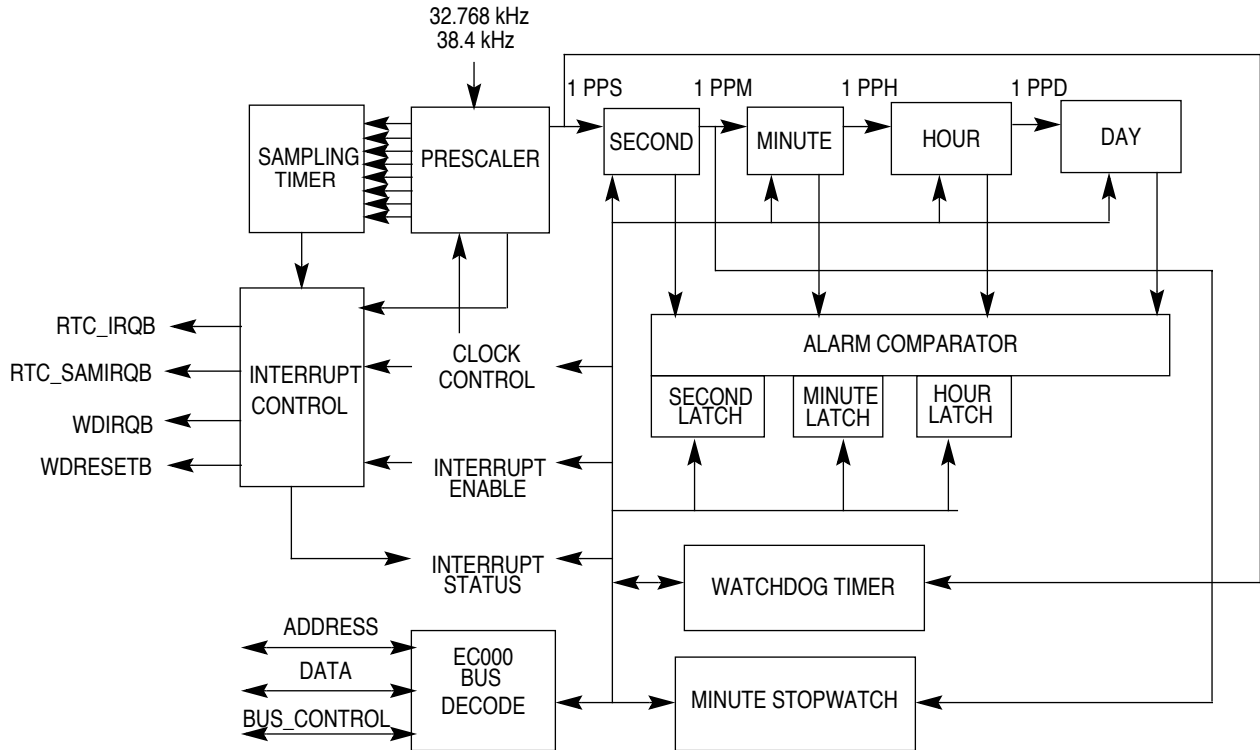 32.768 kHz
38.4 kHz
1 PPS
1 PPM
1 PPH
1 PPD
SAMPLING
TIMER
PRESCALER
SECOND
MINUTE
HOUR
DAY
RTC_IRQB
RTC_SAMIRQB
WDIRQB
WDRESETB
INTERRUPT
CONTROL
CLOCK
CONTROL
INTERRUPT
ENABLE
INTERRUPT
STATUS
ALARM COMPARATOR
SECOND
LATCH
MINUTE
LATCH
HOUR
LATCH
WATCHDOG TIMER
ADDRESS
DATA
BUS_CONTROL
EC000
BUS
DECODE
MINUTE STOPWATCH